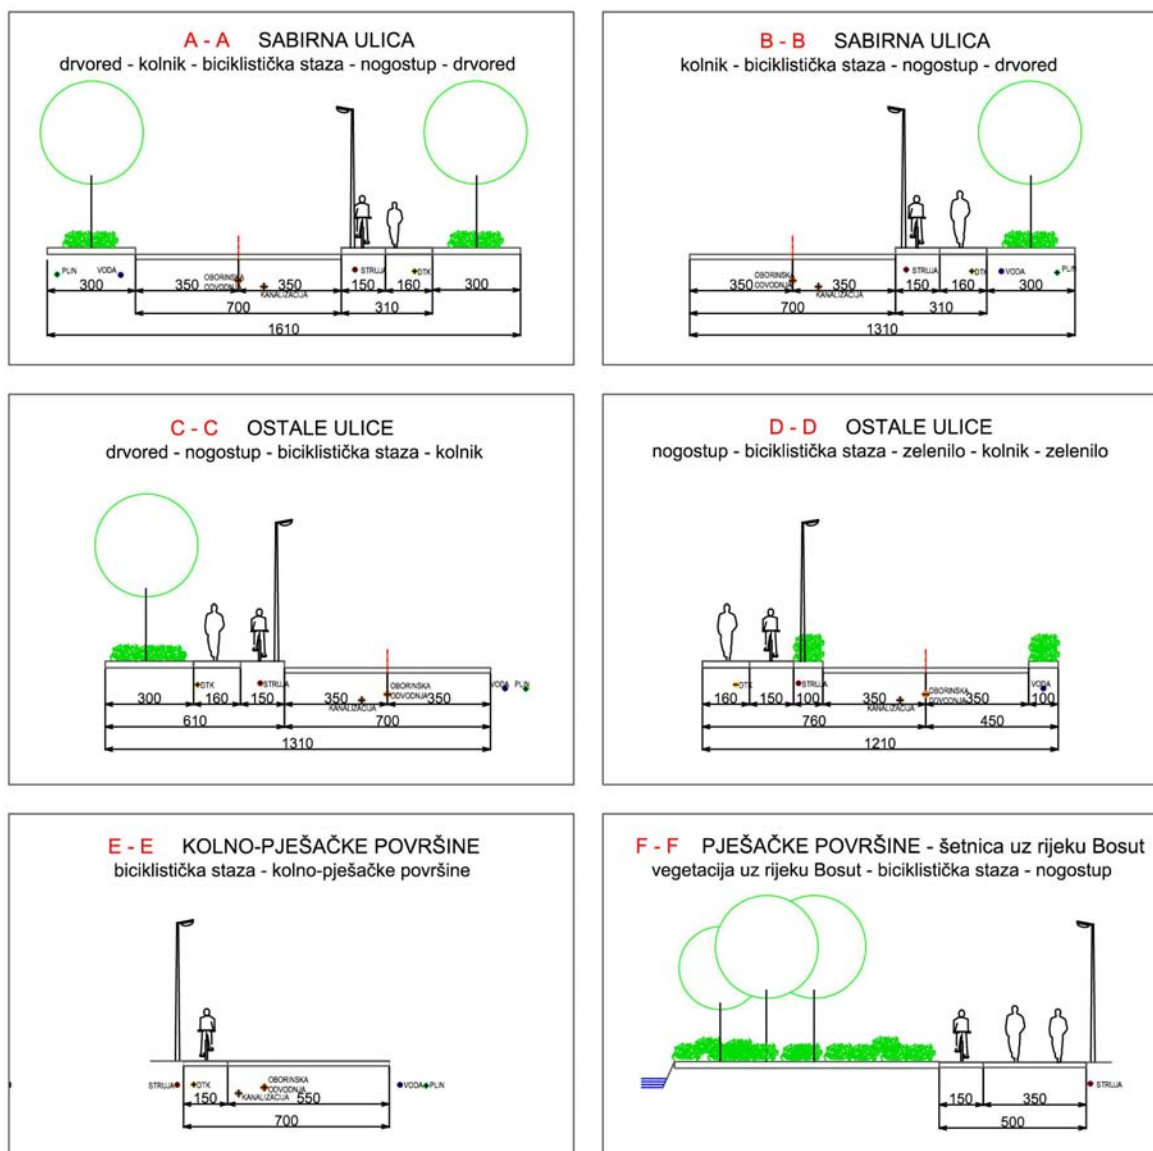 A - A SABIRNA ULICA
drvored - kolnik - biciklistička staza - nogostup - drvored
PLIN VODA OBORINSKA ODVODNJA KANALIZACIJA STRUJA DTK
300 350 350 150 160 300
700 310
1610
B - B SABIRNA ULICA
kolnik - biciklistička staza - nogostup - drvored
OBORINSKA ODVODNJA KANALIZACIJA STRUJA DTK VODA PLIN
350 350 150 160 300
700 310
1310
C - C OSTALE ULICE
drvored - nogostup - biciklistička staza - kolnik
DTK STRUJA KANALIZACIJA OBORINSKA ODVODNJA VODA PLIN
300 160 150 350 350
610 700
1310
D - D OSTALE ULICE
nogostup - biciklistička staza - zelenilo - kolnik - zelenilo
DTK STRUJA KANALIZACIJA OBORINSKA ODVODNJA VODA
160 150 100 350 350 100
760 450
1210
E - E KOLNO-PJEŠAČKE POVRŠINE
biciklistička staza - kolno-pješačke površine
STRUJA DTK KANALIZACIJA OBORINSKA ODVODNJA VODA PLIN
150 550
700
F - F PJEŠAČKE POVRŠINE - šetnica uz rijeku Bosut
vegetacija uz rijeku Bosut - biciklistička staza - nogostup
STRUJA
150 350
500